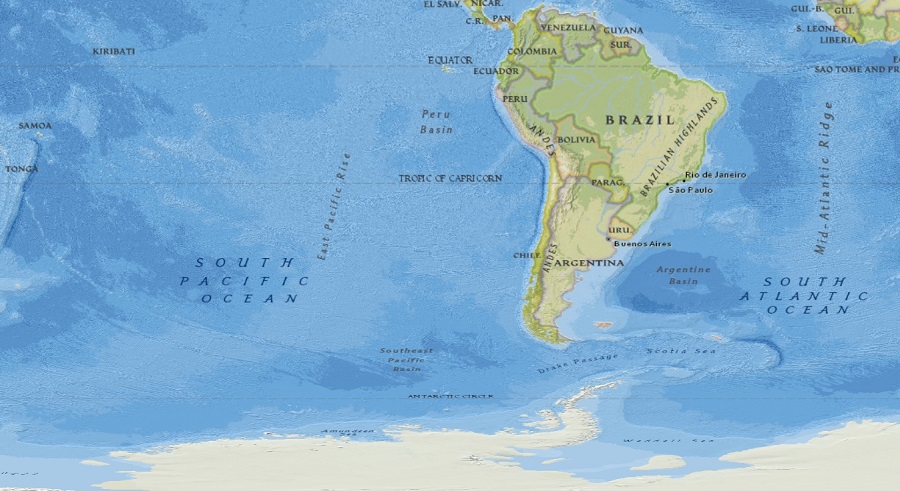 EL SALV.
NICAR.
C.R.
PAN.
VENEZUELA
GUYANA
SUR.
COLOMBIA
GUL-B.
GUI.
S. LEONE
LIBERIA
KIRIBATI
EQUATOR
ECUADOR
SAO TOME AND PR
PERU
Peru
Basin
BRAZIL
SAMOA
ANDES
BOLIVIA
BRAZILIAN HIGHLANDS
Mid-Atlantic Ridge
TONGA
East Pacific Rise
TROPIC OF CAPRICORN
PARAG.
Rio de Janeiro
São Paulo
URU.
Buenos Aires
CHILE
ANDES
ARGENTINA
SOUTH
PACIFIC
OCEAN
Argentine
Basin
SOUTH
ATLANTIC
OCEAN
Southeast
Pacific
Basin
Drake Passage
Scotia Sea
ANTARCTIC CIRCLE
Amundsen
Sea
Weddell Sea